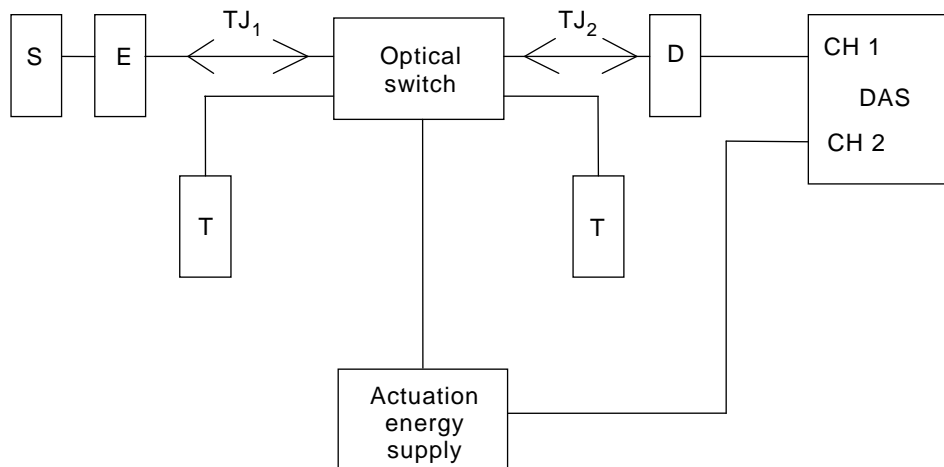 TJ1
TJ2
S
E
Optical
switch
D
CH 1
DAS
CH 2
T
T
Actuation
energy
supply